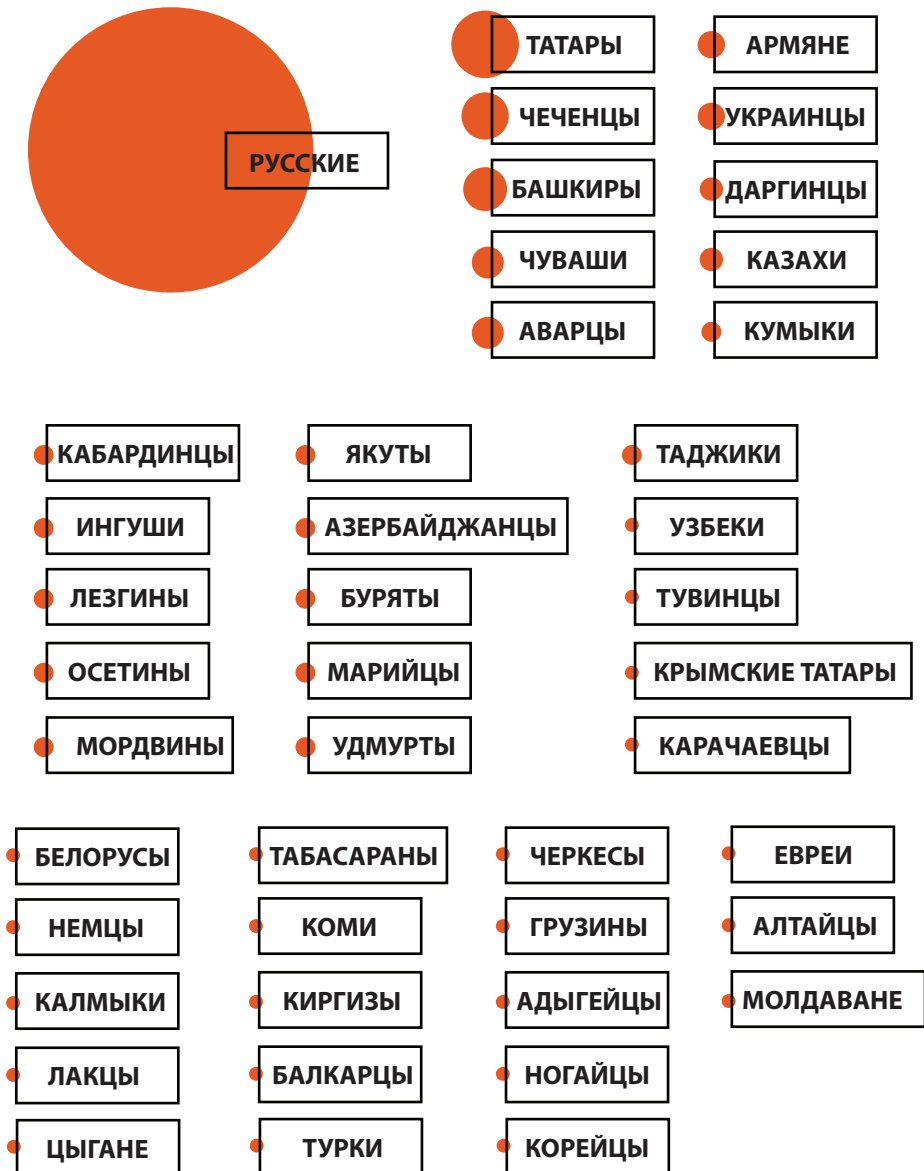 РУССКИЕ
ТАТАРЫ
ЧЕЧЕНЦЫ
БАШКИРЫ
ЧУВАШИ
АВАРЦЫ
АРМЯНЕ
УКРАИНЦЫ
ДАРГИНЦЫ
КАЗАХИ
КУМЫКИ
КАБАРДИНЦЫ
ИНГУШИ
ЛЕЗГИНЫ
ОСЕТИНЫ
МОРДВИНЫ
ЯКУТЫ
АЗЕРБАЙДЖАНЦЫ
БУРЯТЫ
МАРИЙЦЫ
УДМУРТЫ
ТАДЖИКИ
УЗБЕКИ
ТУВИНЦЫ
КРЫМСКИЕ ТАТАРЫ
КАРАЧАЕВЦЫ
БЕЛОРУСЫ
НЕМЦЫ
КАЛМЫКИ
ЛАКЦЫ
ЦЫГАНЕ
ТАБАСАРАНЫ
КОМИ
КИРГИЗЫ
БАЛКАРЦЫ
ТУРКИ
ЧЕРКЕСЫ
ГРУЗИНЫ
АДЫГЕЙЦЫ
НОГАЙЦЫ
КОРЕЙЦЫ
ЕВРЕИ
АЛТАЙЦЫ
МОЛДАВАНЕ